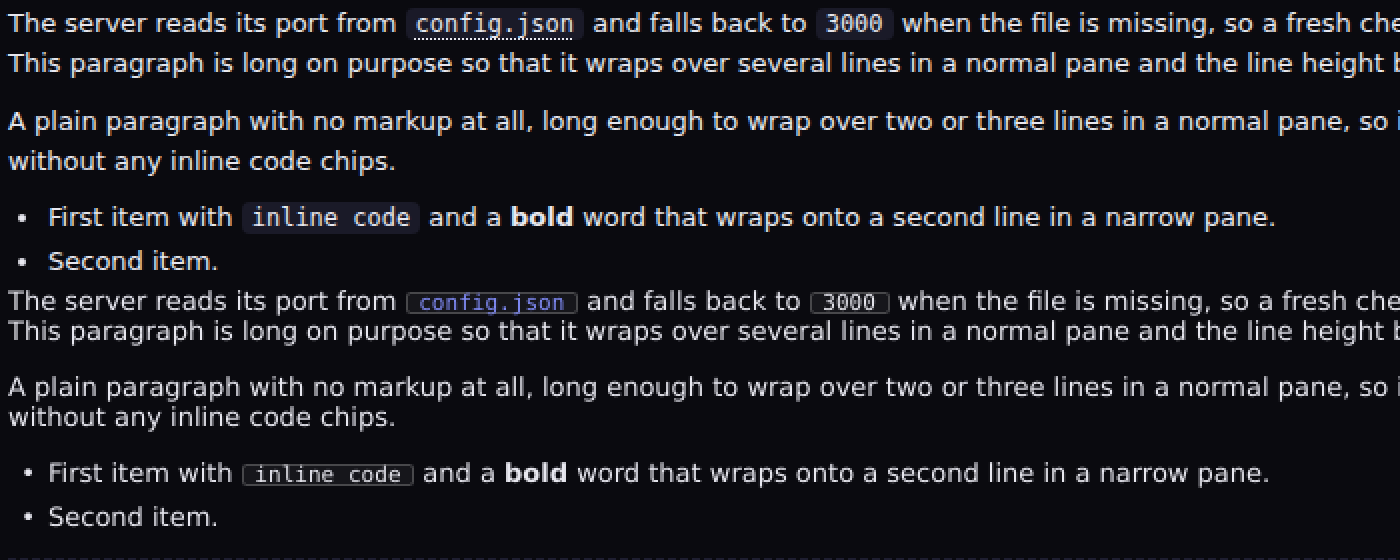 The server reads its port from config.json and falls back to 3000 when the file is missing, so a fresh
This paragraph is long on purpose so that it wraps over several lines in a normal pane and the line height
A plain paragraph with no markup at all, long enough to wrap over two or three lines in a normal pane, so
without any inline code chips.
• First item with inline code and a bold word that wraps onto a second line in a narrow pane.
• Second item.
The server reads its port from config.json and falls back to 3000 when the file is missing, so a fresh
This paragraph is long on purpose so that it wraps over several lines in a normal pane and the line height
A plain paragraph with no markup at all, long enough to wrap over two or three lines in a normal pane, so
without any inline code chips.
• First item with inline code and a bold word that wraps onto a second line in a narrow pane.
• Second item.